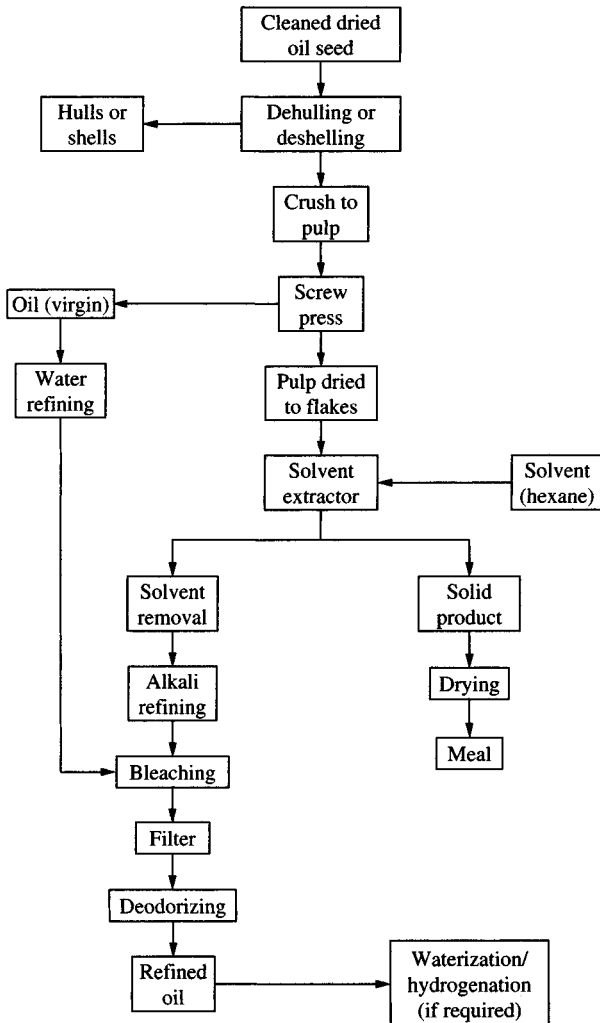 Cleaned dried
oil seed
Hulls or
shells
Dehulling or
deshelling
Crush to
pulp
Oil (virgin)
Screw
press
Water
refining
Pulp dried
to flakes
Solvent
extractor
Solvent
(hexane)
Solvent
removal
Solid
product
Alkali
refining
Drying
Bleaching
Meal
Filter
Deodorizing
Refined
oil
Waterization/
hydrogenation
(if required)